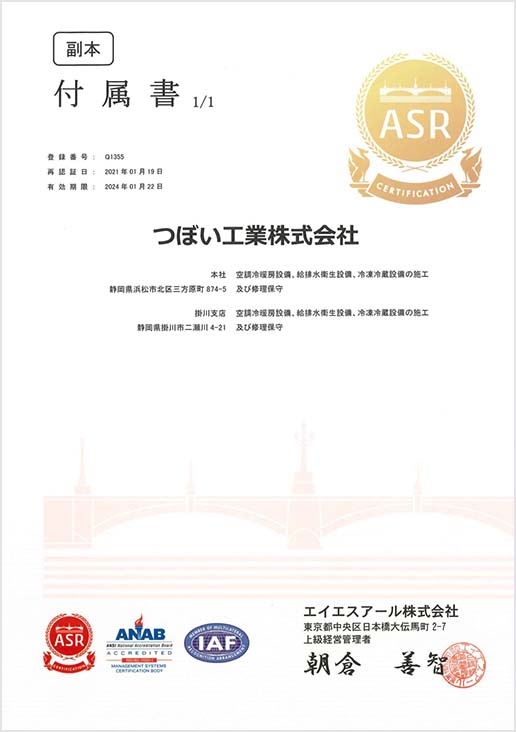 副本
付属書 1/1
ASR
CERTIFICATION
登録番号: Q1355
再認証日: 2021年01月19日
有効期限: 2024年01月22日
つぼい工業株式会社
本社 空調冷暖房設備、給排水衛生設備、冷凍冷蔵設備の施工
静岡県浜松市北区三方原町874-5 及び修理保守
掛川支店 空調冷暖房設備、給排水衛生設備、冷凍冷蔵設備の施工
静岡県掛川市二瀬川4-21 及び修理保守
エイエスアール株式会社
東京都中央区日本橋大伝馬町2-7
上級経営管理者
朝倉 善智
ASR
CERTIFICATION
ANAB
ANSI National Accreditation Board
ACCREDITED
MANAGEMENT SYSTEMS
CERTIFICATION BODY
MEMBER OF MULTILATERAL
IAF
RECOGNITION ARRANGEMENT